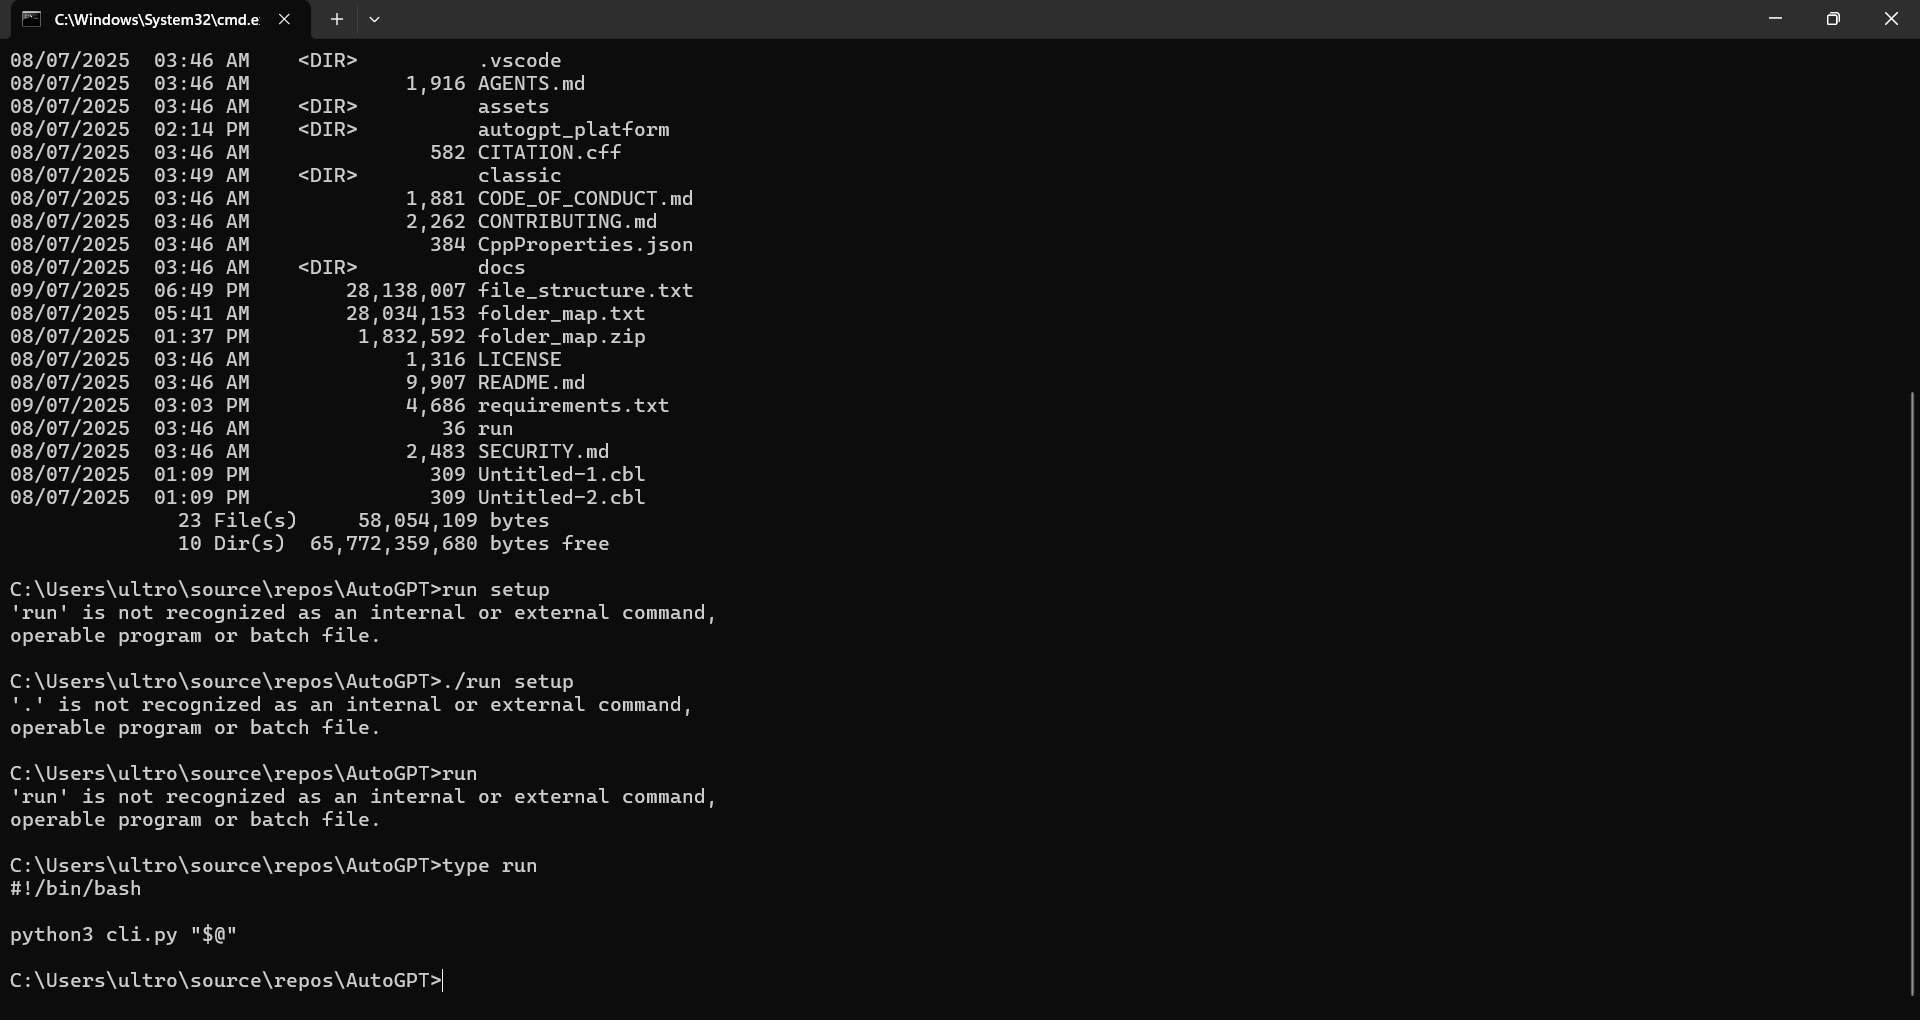 C:\Windows\System32\cmd.e
08/07/2025  03:46 AM    <DIR>          .vscode
08/07/2025  03:46 AM             1,916 AGENTS.md
08/07/2025  03:46 AM    <DIR>          assets
08/07/2025  02:14 PM    <DIR>          autogpt_platform
08/07/2025  03:46 AM               582 CITATION.cff
08/07/2025  03:49 AM    <DIR>          classic
08/07/2025  03:46 AM             1,881 CODE_OF_CONDUCT.md
08/07/2025  03:46 AM             2,262 CONTRIBUTING.md
08/07/2025  03:46 AM               384 CppProperties.json
08/07/2025  03:46 AM    <DIR>          docs
09/07/2025  06:49 PM        28,138,007 file_structure.txt
08/07/2025  05:41 AM        28,034,153 folder_map.txt
08/07/2025  01:37 PM         1,832,592 folder_map.zip
08/07/2025  03:46 AM             1,316 LICENSE
08/07/2025  03:46 AM             9,907 README.md
09/07/2025  03:03 PM             4,686 requirements.txt
08/07/2025  03:46 AM                36 run
08/07/2025  03:46 AM             2,483 SECURITY.md
08/07/2025  01:09 PM               309 Untitled-1.cbl
08/07/2025  01:09 PM               309 Untitled-2.cbl
              23 File(s)     58,054,109 bytes
              10 Dir(s)  65,772,359,680 bytes free
C:\Users\ultro\source\repos\AutoGPT>run setup
'run' is not recognized as an internal or external command,
operable program or batch file.
C:\Users\ultro\source\repos\AutoGPT>./run setup
'.' is not recognized as an internal or external command,
operable program or batch file.
C:\Users\ultro\source\repos\AutoGPT>run
'run' is not recognized as an internal or external command,
operable program or batch file.
C:\Users\ultro\source\repos\AutoGPT>type run
#!/bin/bash
python3 cli.py "$@"
C:\Users\ultro\source\repos\AutoGPT>